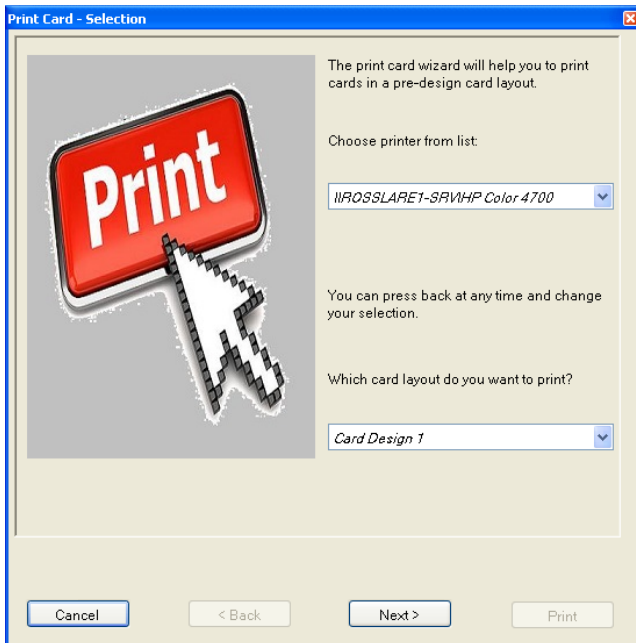 Print Card - Selection
Print
The print card wizard will help you to print
cards in a pre-design card layout.
Choose printer from list:
\\ROSSLARE1-SRV\HP Color 4700
You can press back at any time and change
your selection.
Which card layout do you want to print?
Card Design 1
Cancel
< Back
Next >
Print